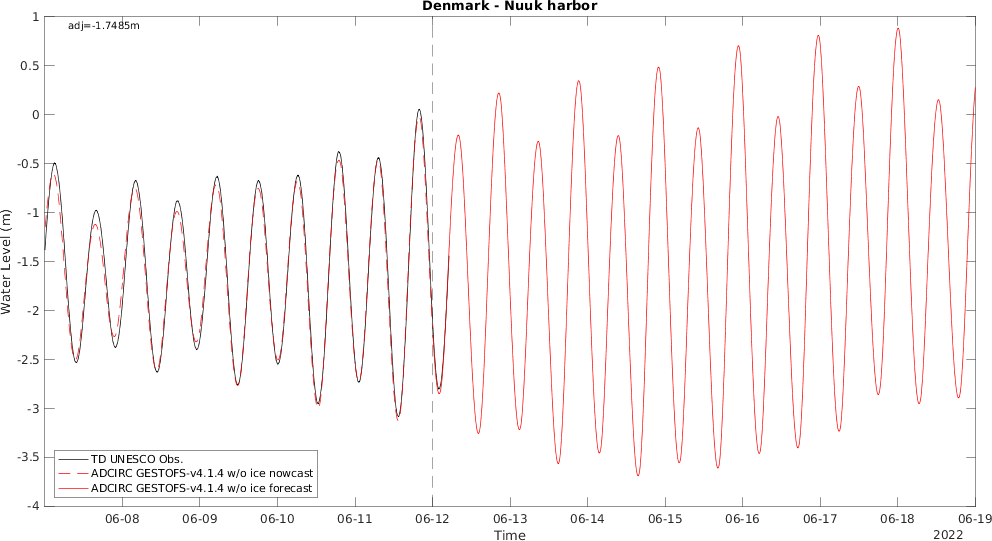 Denmark - Nuuk harbor
adj=-1.7485m
1
0.5
0
-0.5
-1
-1.5
-2
-2.5
-3
-3.5
-4
Water Level (m)
TD UNESCO Obs.
ADCIRC GESTOFS-v4.1.4 w/o ice nowcast
ADCIRC GESTOFS-v4.1.4 w/o ice forecast
06-08 06-09 06-10 06-11 06-12 06-13 06-14 06-15 06-16 06-17 06-18 06-19
Time
2022